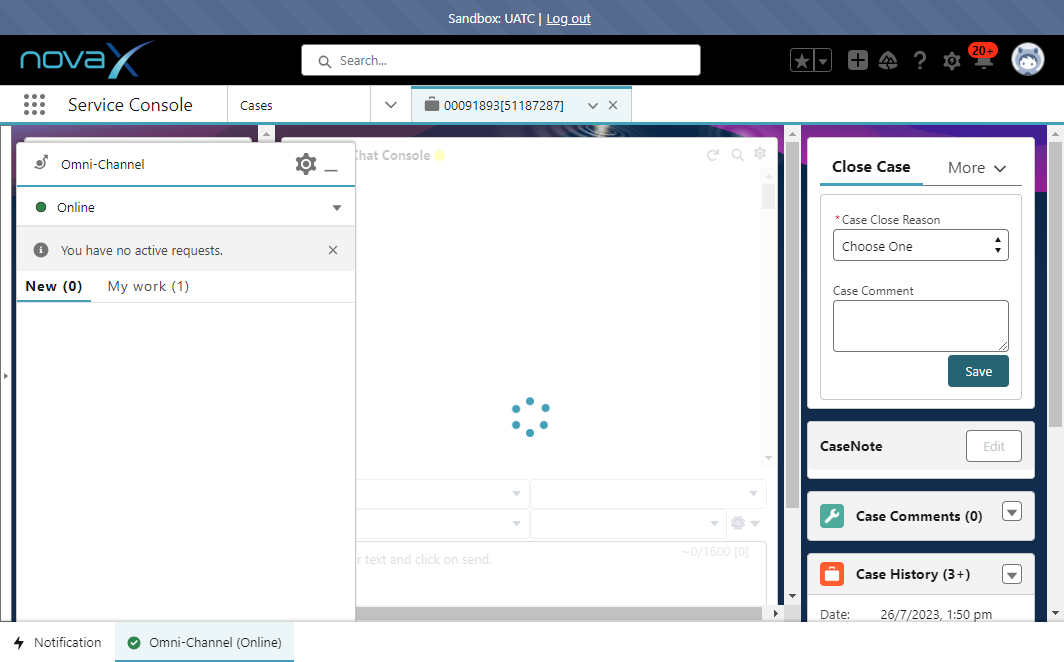 Sandbox: UATC | Log out
novaX
Search...
20+
Service Console
Cases
00091893[51187287]
Omni-Channel
Online
You have no active requests.
New (0)
My work (1)
Chat Console
~0/1600 [0]
r text and click on send.
Close Case
More
*Case Close Reason
Choose One
Case Comment
Save
CaseNote
Edit
Case Comments (0)
Case History (3+)
Date:
26/7/2023, 1:50 pm
Notification
Omni-Channel (Online)